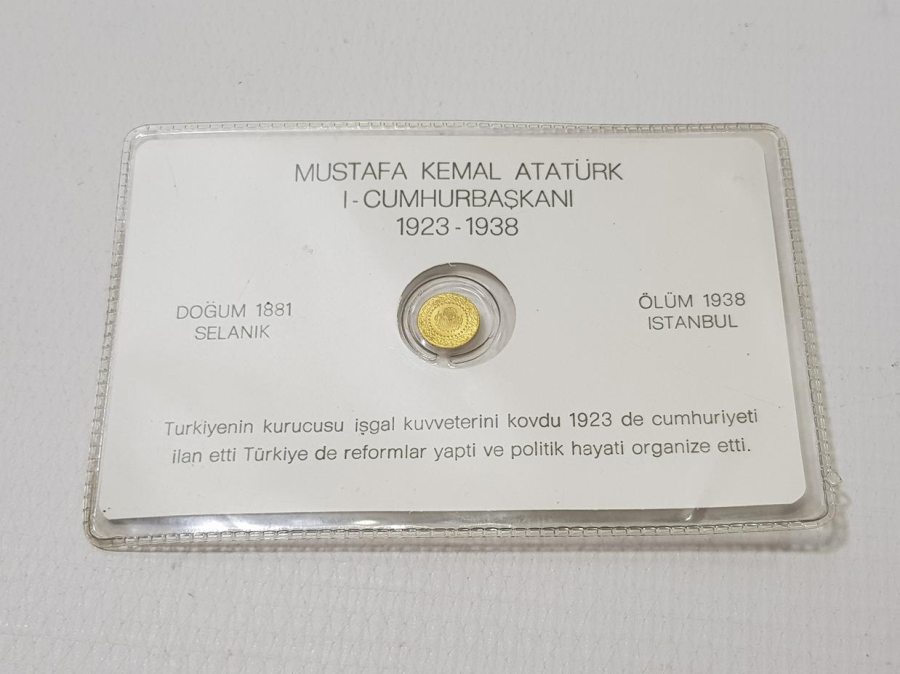 MUSTAFA KEMAL ATATÜRK
I-CUMHURBAŞKANI
1923-1938
DOĞUM 1881
SELANIK
ÖLÜM 1938
ISTANBUL
Turkiyenin kurucusu işgal kuvveterini kovdu 1923 de cumhuriyeti
ilan etti Türkiye de reformlar yapti ve politik hayati organize etti.